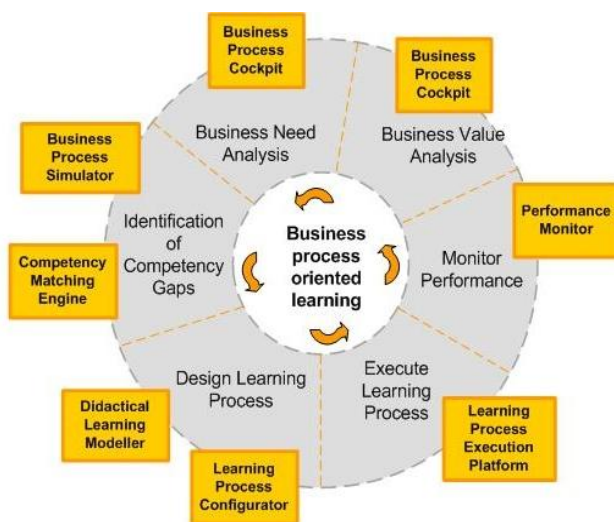 Business
Process
Cockpit
Business
Process
Cockpit
Business Need
Analysis
Business Value
Analysis
Business
Process
Simulator
Identification
of
Competency
Gaps
Competency
Matching
Engine
Business
process
oriented
learning
Performance
Monitor
Monitor
Performance
Design Learning
Process
Execute
Learning
Process
Didactical
Learning
Modeller
Learning
Process
Configurator
Learning
Process
Execution
Platform